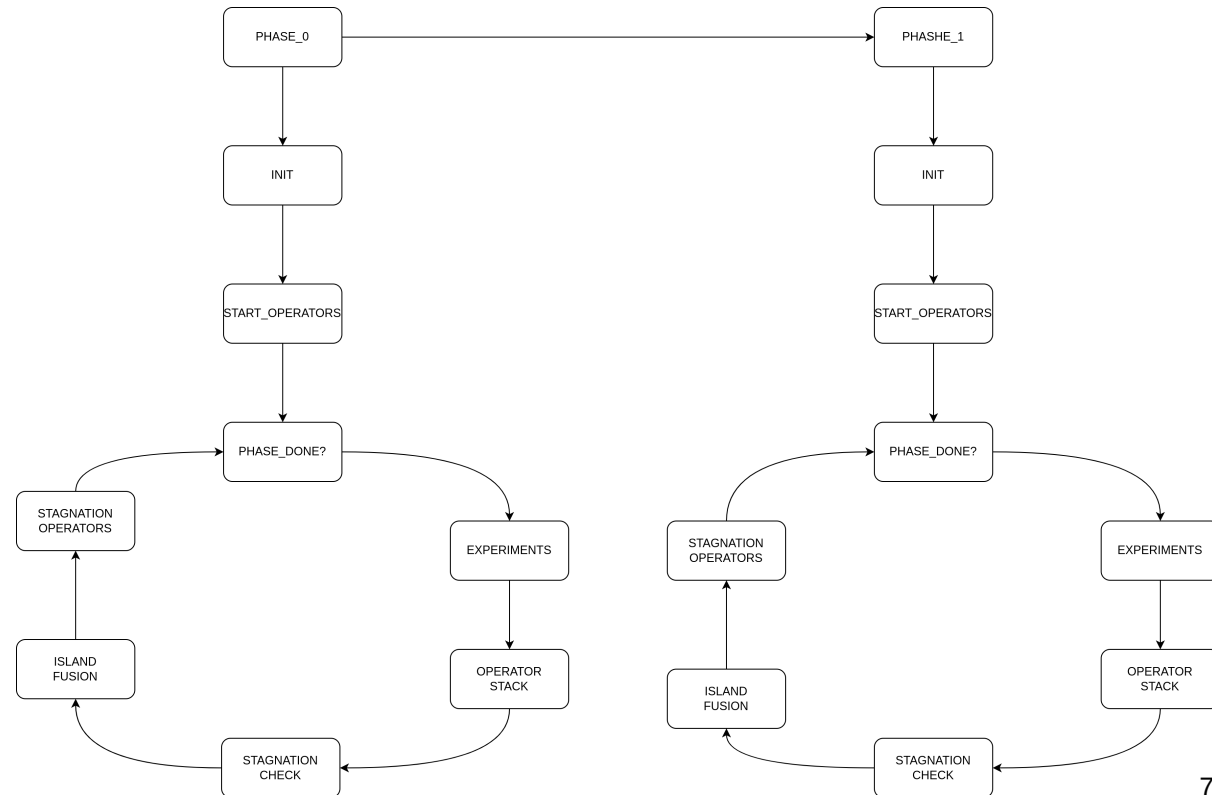 PHASE_0
PHASHE_1
INIT
INIT
START_OPERATORS
START_OPERATORS
PHASE_DONE?
PHASE_DONE?
STAGNATION
OPERATORS
EXPERIMENTS
STAGNATION
OPERATORS
EXPERIMENTS
ISLAND
FUSION
OPERATOR
STACK
ISLAND
FUSION
OPERATOR
STACK
STAGNATION
CHECK
STAGNATION
CHECK
7